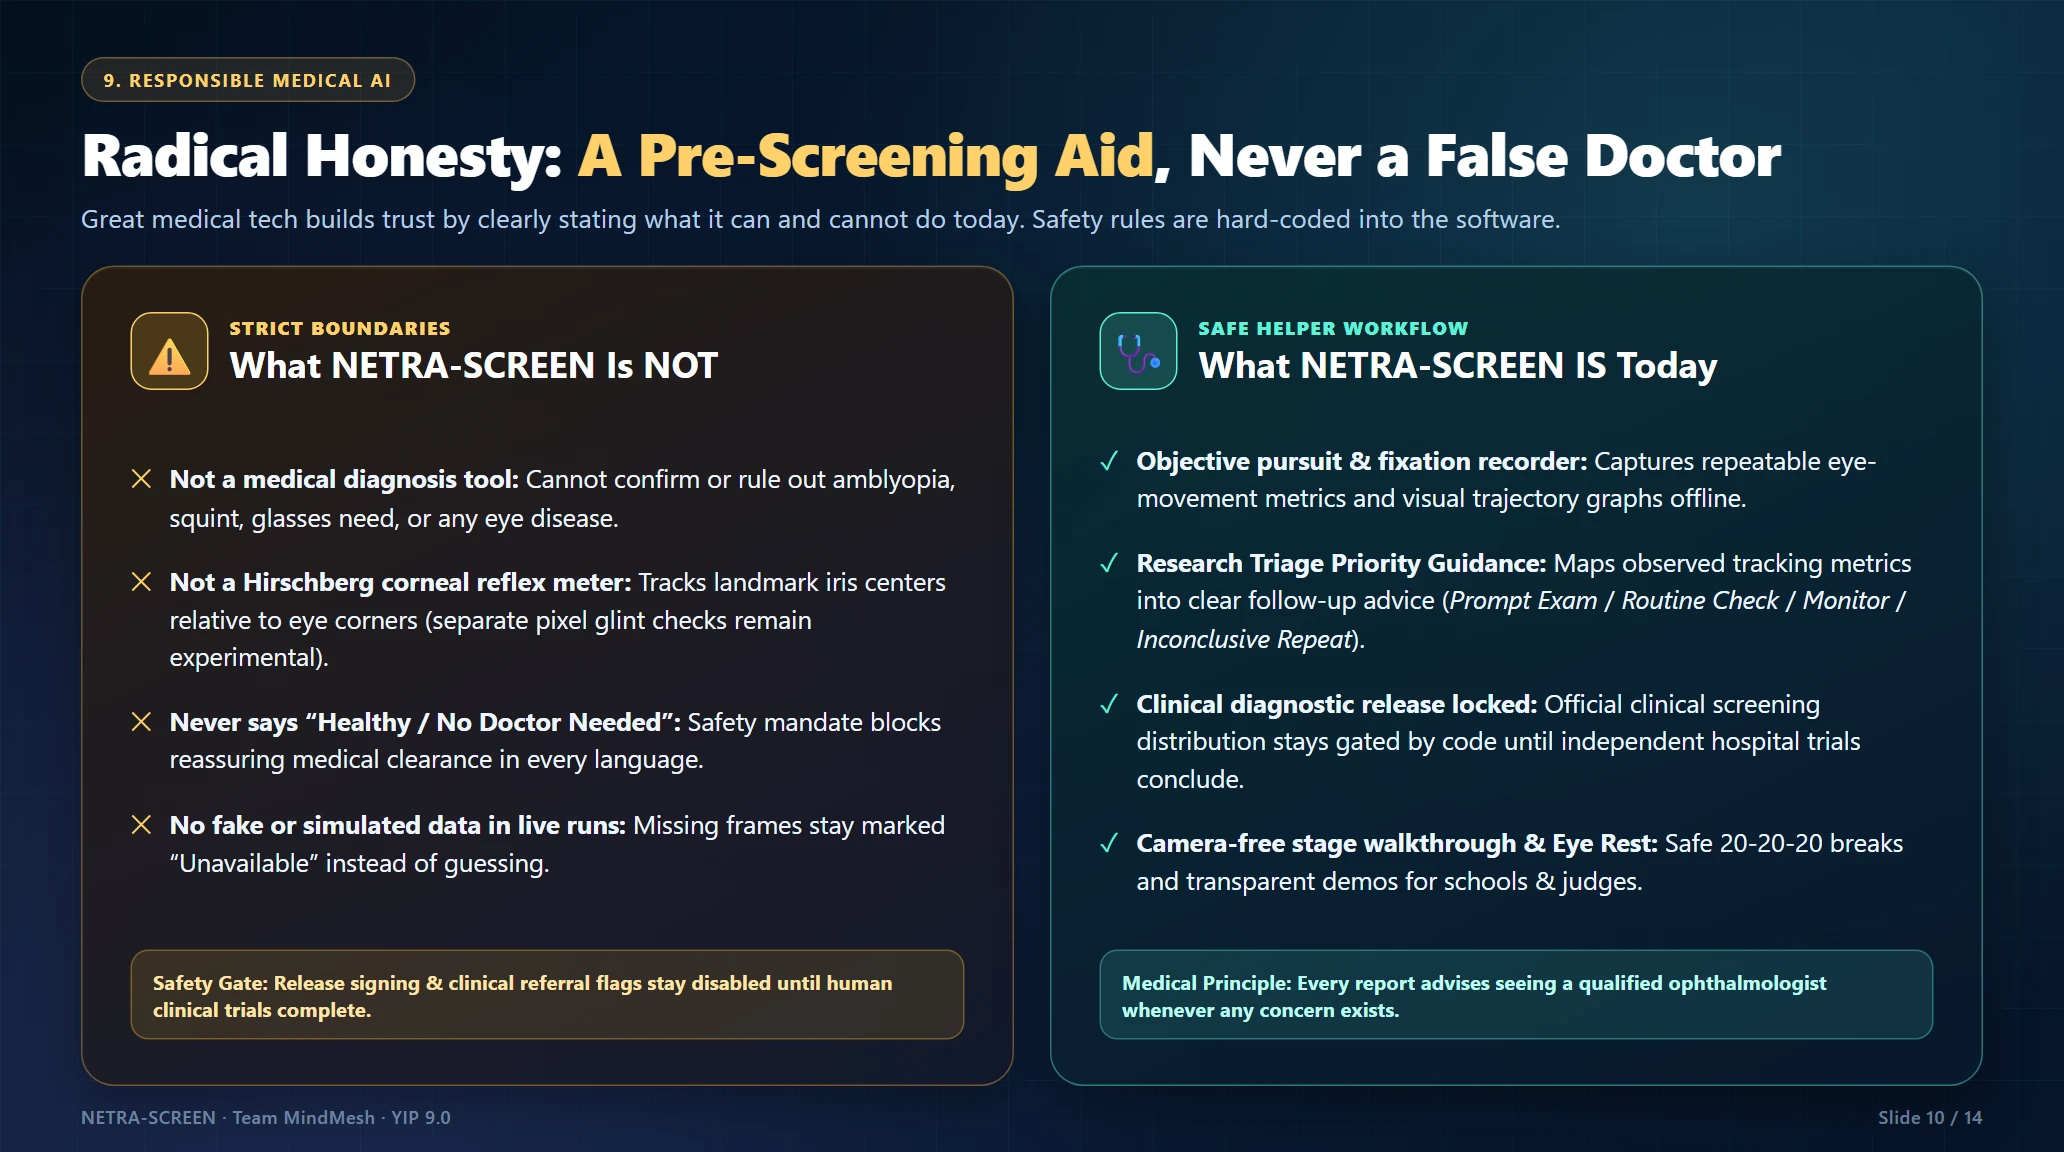 9. RESPONSIBLE MEDICAL AI
Radical Honesty: A Pre-Screening Aid, Never a False Doctor
Great medical tech builds trust by clearly stating what it can and cannot do today. Safety rules are hard-coded into the software.
STRICT BOUNDARIES
What NETRA-SCREEN Is NOT
Not a medical diagnosis tool: Cannot confirm or rule out amblyopia,
squint, glasses need, or any eye disease.
Not a Hirschberg corneal reflex meter: Tracks landmark iris centers
relative to eye corners (separate pixel glint checks remain
experimental).
Never says “Healthy / No Doctor Needed”: Safety mandate blocks
reassuring medical clearance in every language.
No fake or simulated data in live runs: Missing frames stay marked
“Unavailable” instead of guessing.
Safety Gate: Release signing & clinical referral flags stay disabled until human
clinical trials complete.
SAFE HELPER WORKFLOW
What NETRA-SCREEN IS Today
Objective pursuit & fixation recorder: Captures repeatable eye-
movement metrics and visual trajectory graphs offline.
Research Triage Priority Guidance: Maps observed tracking metrics
into clear follow-up advice (Prompt Exam / Routine Check / Monitor /
Inconclusive Repeat).
Clinical diagnostic release locked: Official clinical screening
distribution stays gated by code until independent hospital trials
conclude.
Camera-free stage walkthrough & Eye Rest: Safe 20-20-20 breaks
and transparent demos for schools & judges.
Medical Principle: Every report advises seeing a qualified ophthalmologist
whenever any concern exists.
NETRA-SCREEN · Team MindMesh · YIP 9.0
Slide 10 / 14